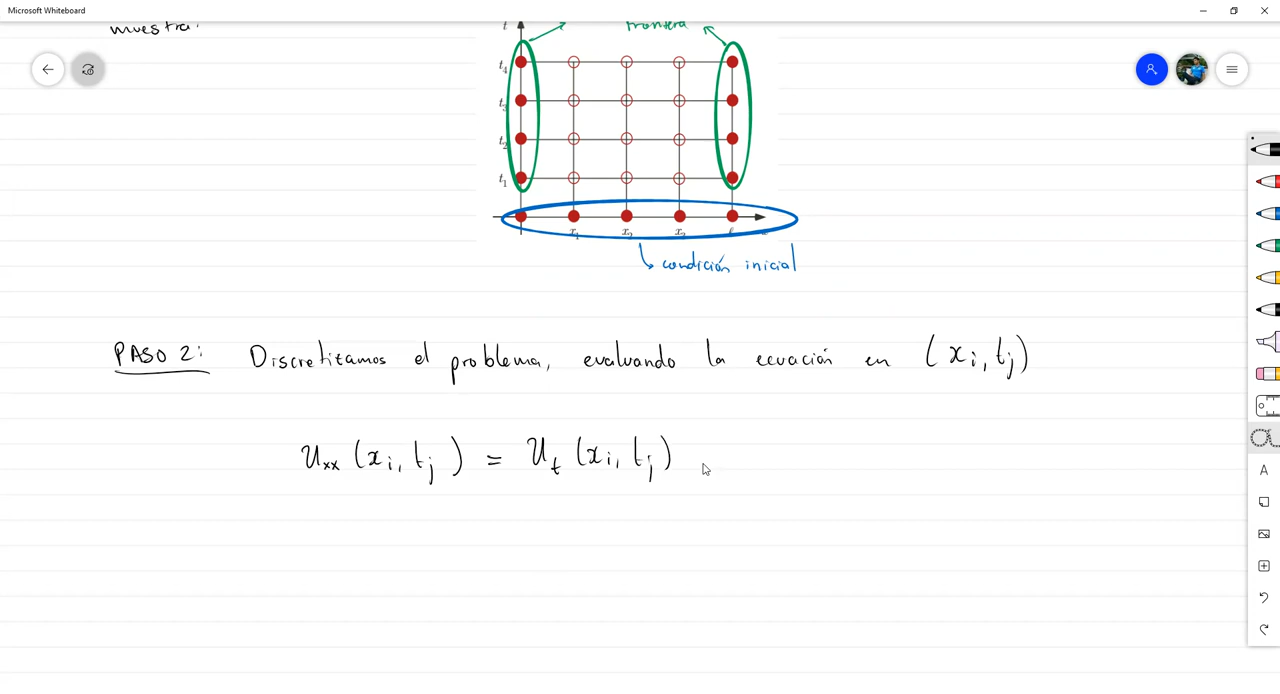 Microsoft Whiteboard
muestra:
t
frontera
t₄
t₃
t₂
t₁
x₁ x₂ x₃ ℓ
condición inicial
PASO 2: Discretizamos el problema, evaluando la ecuación en (xᵢ, tⱼ)
Uₓₓ (xᵢ, tⱼ) = Uₜ (xᵢ, tⱼ)
A